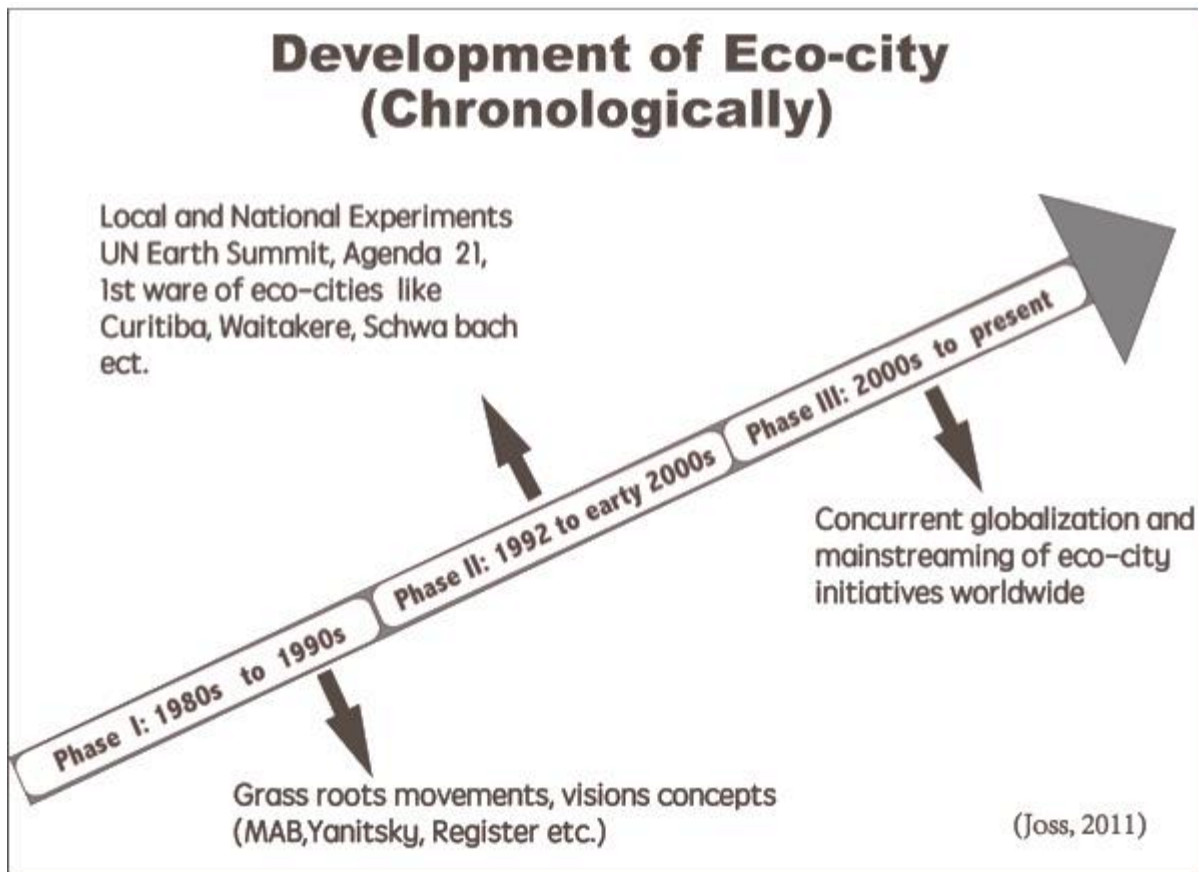 Development of Eco-city
(Chronologically)
Local and National Experiments
UN Earth Summit, Agenda 21,
1st ware of eco-cities like
Curitiba, Waitakere, Schwa bach
ect.
Phase I: 1980s to 1990s
Phase II: 1992 to earty 2000s
Phase III: 2000s to present
Concurrent globalization and
mainstreaming of eco-city
initiatives worldwide
Grass roots movements, visions concepts
(MAB,Yanitsky, Register etc.)
(Joss, 2011)